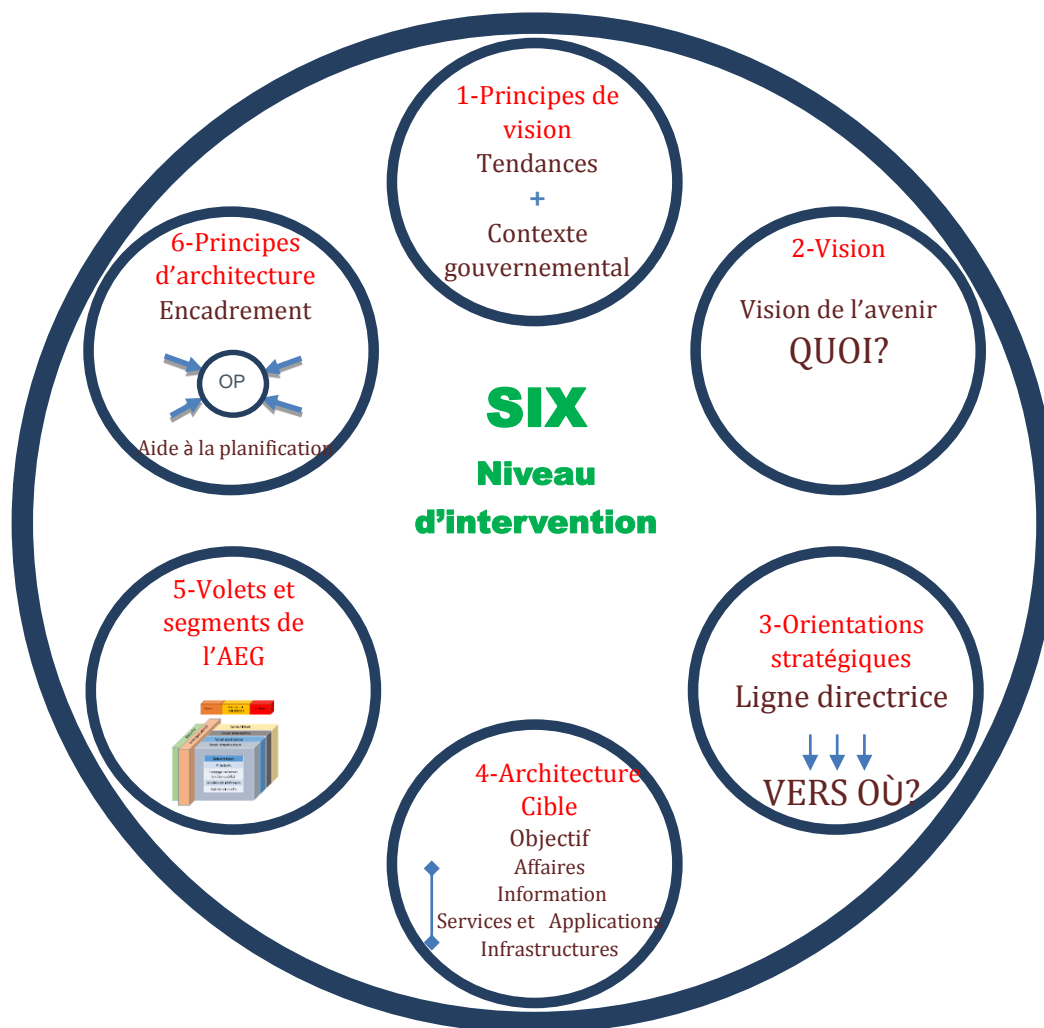 1-Principes de
vision
Tendances
+
Contexte
gouvernemental
2-Vision
Vision de l’avenir
QUOI?
3-Orientations
stratégiques
Ligne directrice
VERS OÙ?
4-Architecture
Cible
Objectif
Affaires
Information
Services et Applications
Infrastructures
5-Volets et
segments de
l’AEG
6-Principes
d’architecture
Encadrement
OP
Aide à la planification
SIX
Niveau
d’intervention